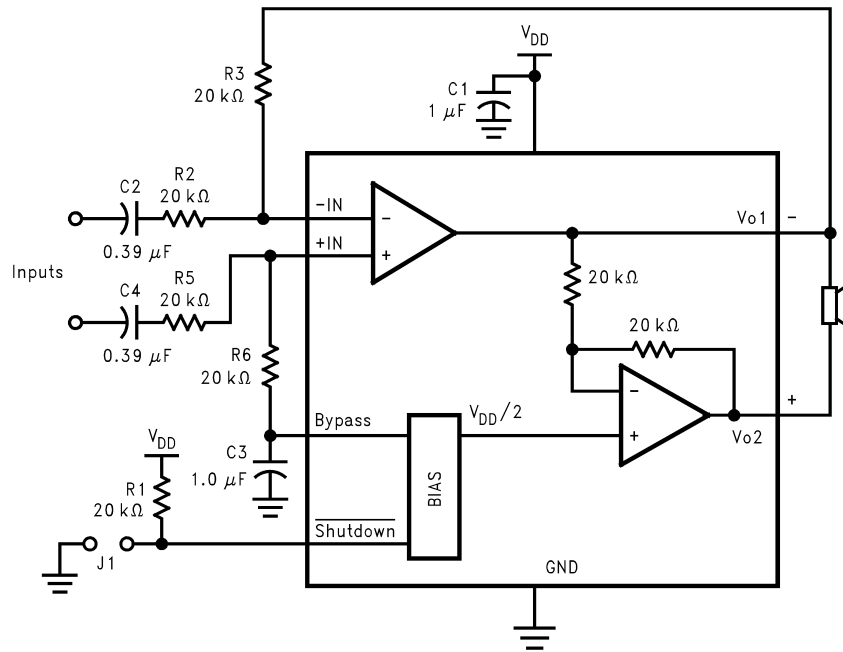 V_DD
R3
20 kΩ
C1
1 μF
C2
R2
20 kΩ
-IN
-
Vo1
-
0.39 μF
+IN
+
Inputs
R5
20 kΩ
C4
20 kΩ
0.39 μF
20 kΩ
R6
20 kΩ
-
+
Bypass
V_DD/2
+
Vo2
V_DD
C3
1.0 μF
R1
20 kΩ
BIAS
Shutdown
J1
GND